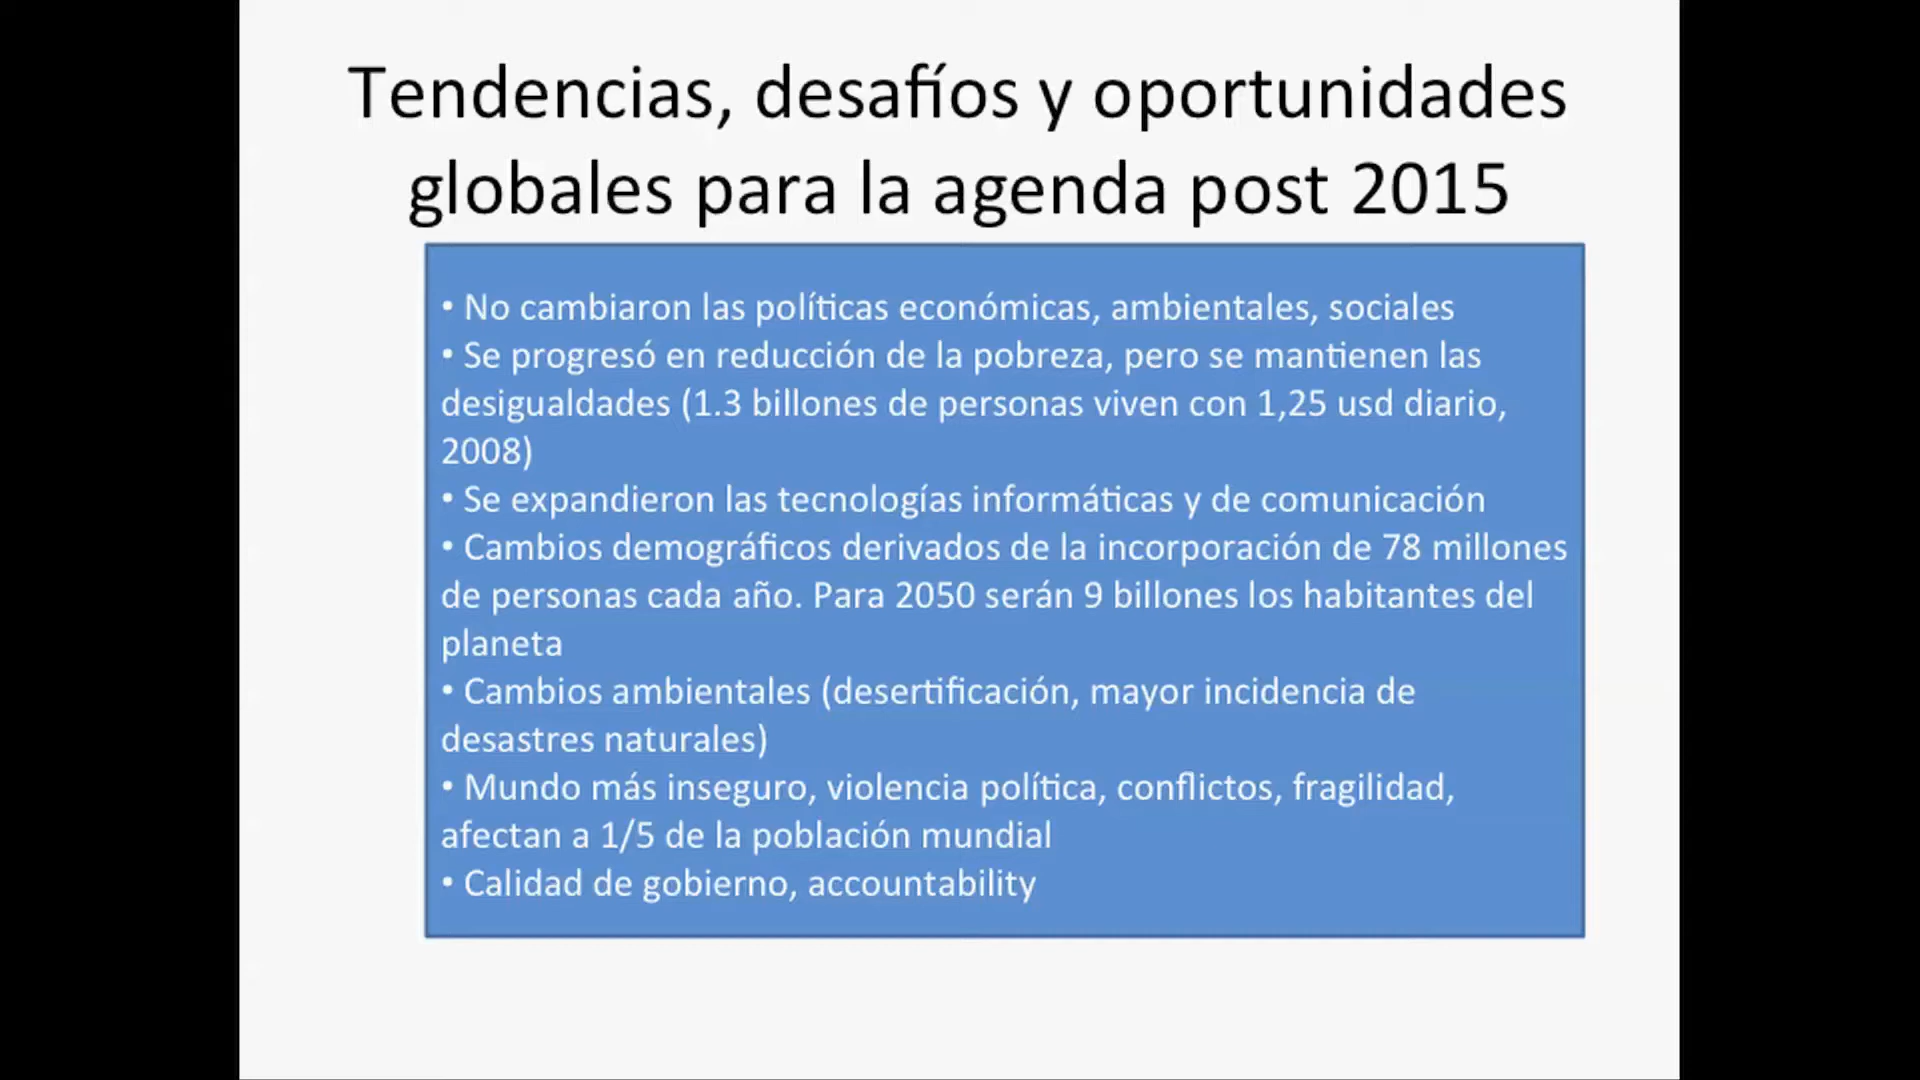 Tendencias, desafíos y oportunidades
globales para la agenda post 2015
• No cambiaron las políticas económicas, ambientales, sociales
• Se progresó en reducción de la pobreza, pero se mantienen las
desigualdades (1.3 billones de personas viven con 1,25 usd diario,
2008)
• Se expandieron las tecnologías informáticas y de comunicación
• Cambios demográficos derivados de la incorporación de 78 millones
de personas cada año. Para 2050 serán 9 billones los habitantes del
planeta
• Cambios ambientales (desertificación, mayor incidencia de
desastres naturales)
• Mundo más inseguro, violencia política, conflictos, fragilidad,
afectan a 1/5 de la población mundial
• Calidad de gobierno, accountability